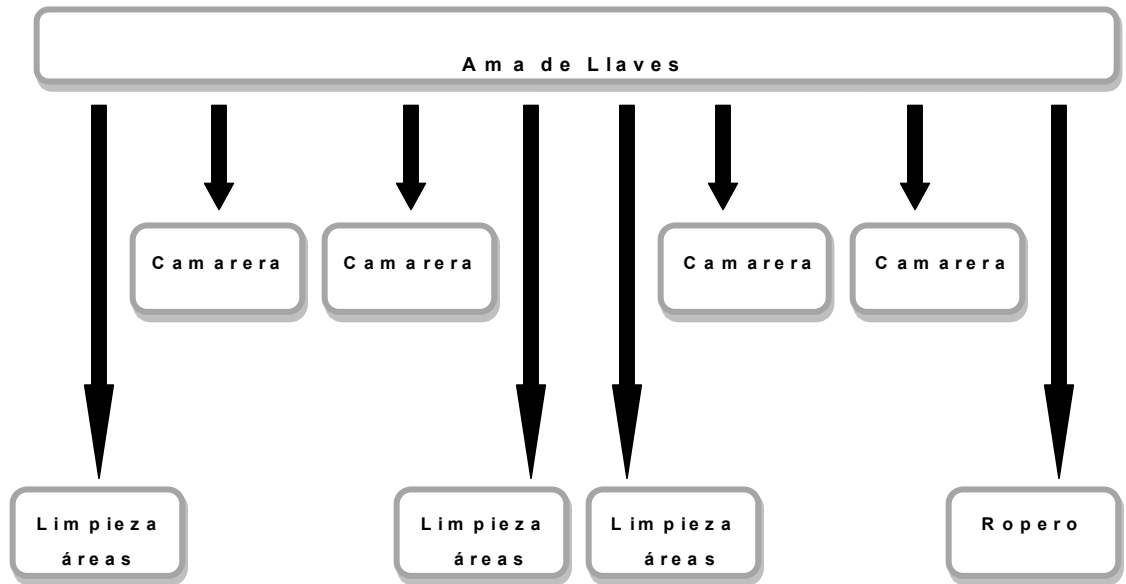 Ama de Llaves
Camarera
Camarera
Camarera
Camarera
Limpieza
áreas
Limpieza
áreas
Limpieza
áreas
Ropero